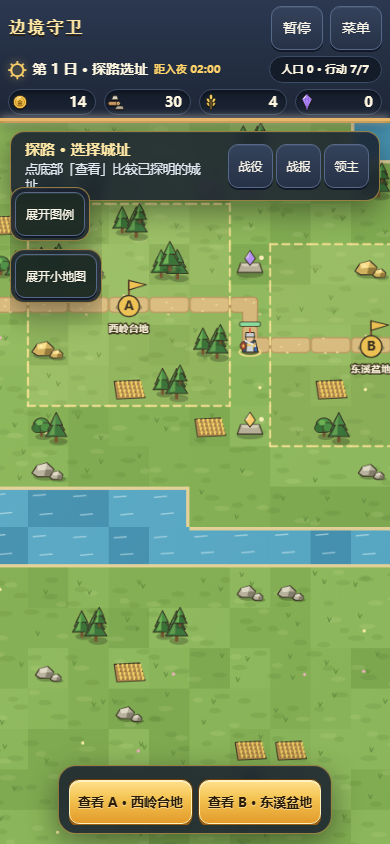 边境守卫
暂停
菜单
第 1 日 • 探路选址 距入夜 02:00
人口 0 • 行动 7/7
14
30
4
0
探路 • 选择城址
点底部「查看」比较已探明的城
址
战役
战报
领主
展开图例
展开小地图
A
西岭台地
B
东溪盆地
查看 A • 西岭台地
查看 B • 东溪盆地